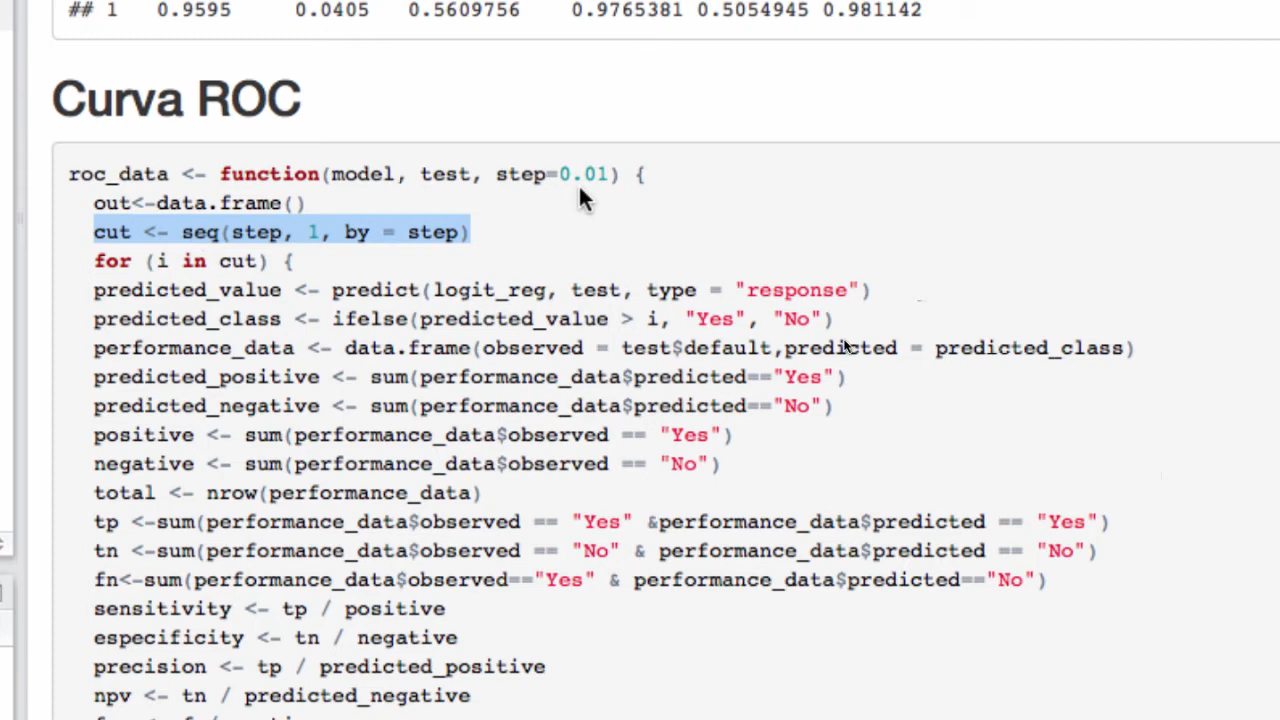 ## 1 0.9595 0.0405 0.5609756 0.9765381 0.5054945 0.981142
Curva ROC
roc_data <- function(model, test, step=0.01) {
out<-data.frame()
cut <- seq(step, 1, by = step)
for (i in cut) {
predicted_value <- predict(logit_reg, test, type = "response")
predicted_class <- ifelse(predicted_value > i, "Yes", "No")
performance_data <- data.frame(observed = test$default,predicted = predicted_class)
predicted_positive <- sum(performance_data$predicted=="Yes")
predicted_negative <- sum(performance_data$predicted=="No")
positive <- sum(performance_data$observed == "Yes")
negative <- sum(performance_data$observed == "No")
total <- nrow(performance_data)
tp <-sum(performance_data$observed == "Yes" &performance_data$predicted == "Yes")
tn <-sum(performance_data$observed == "No" & performance_data$predicted == "No")
fn<-sum(performance_data$observed=="Yes" & performance_data$predicted=="No")
sensitivity <- tp / positive
especificity <- tn / negative
precision <- tp / predicted_positive
npv <- tn / predicted_negative